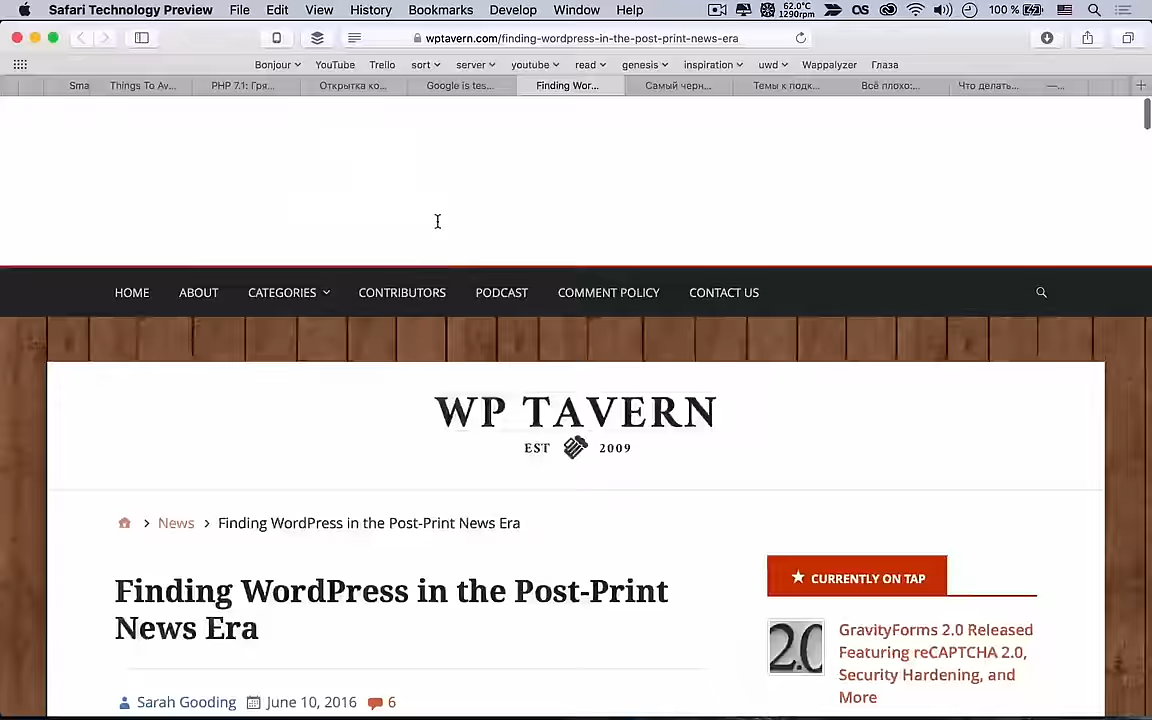 Safari Technology Preview File Edit View History Bookmarks Develop Window Help 62.0°C 1290rpm OS 100 %
wptavern.com/finding-wordpress-in-the-post-print-news-era
Bonjour YouTube Trello sort server youtube read genesis inspiration uwd Wappalyzer Глаза
Sma Things To Av... PHP 7.1: Гря... Открытка ко... Google is tes... Finding Wor... Самый черн... Темы к подк... Всё плохо:... Что делать... —...
HOME ABOUT CATEGORIES CONTRIBUTORS PODCAST COMMENT POLICY CONTACT US
WP TAVERN
EST 2009
News Finding WordPress in the Post-Print News Era
Finding WordPress in the Post-Print
News Era
Sarah Gooding June 10, 2016 6
CURRENTLY ON TAP
2.0
GravityForms 2.0 Released
Featuring reCAPTCHA 2.0,
Security Hardening, and
More